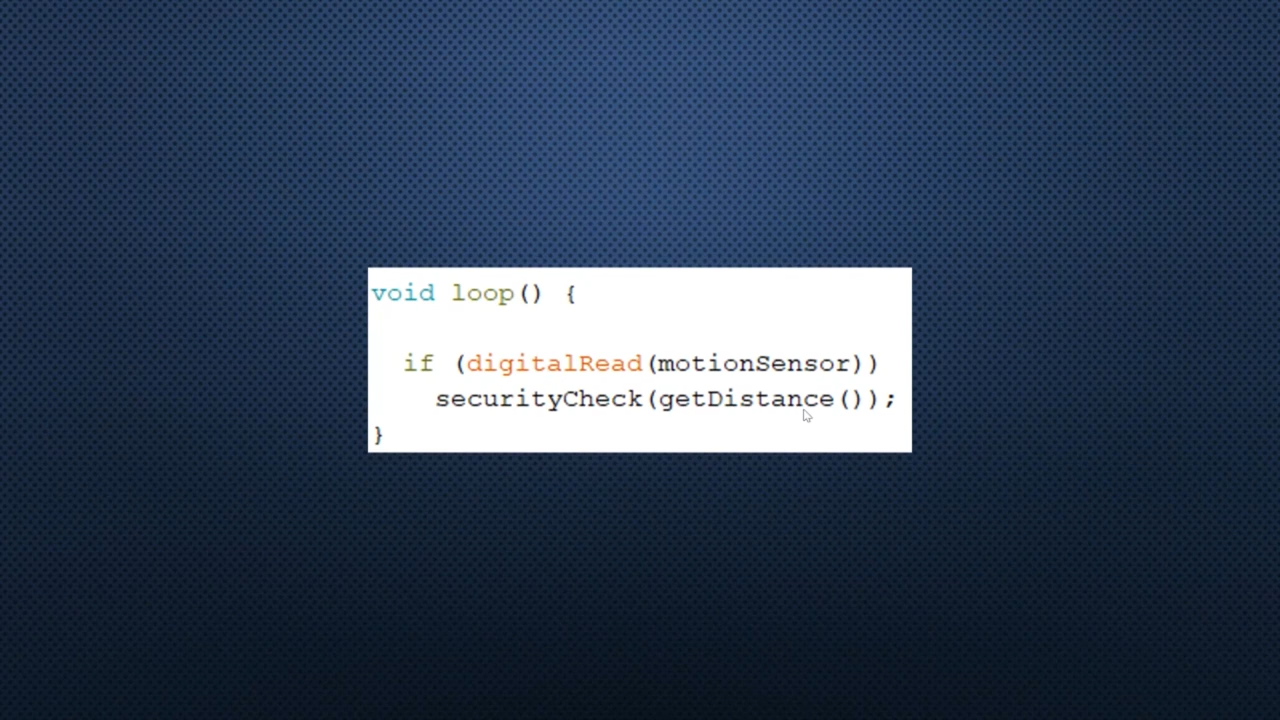 void loop() {
if (digitalRead(motionSensor))
securityCheck(getDistance());
}